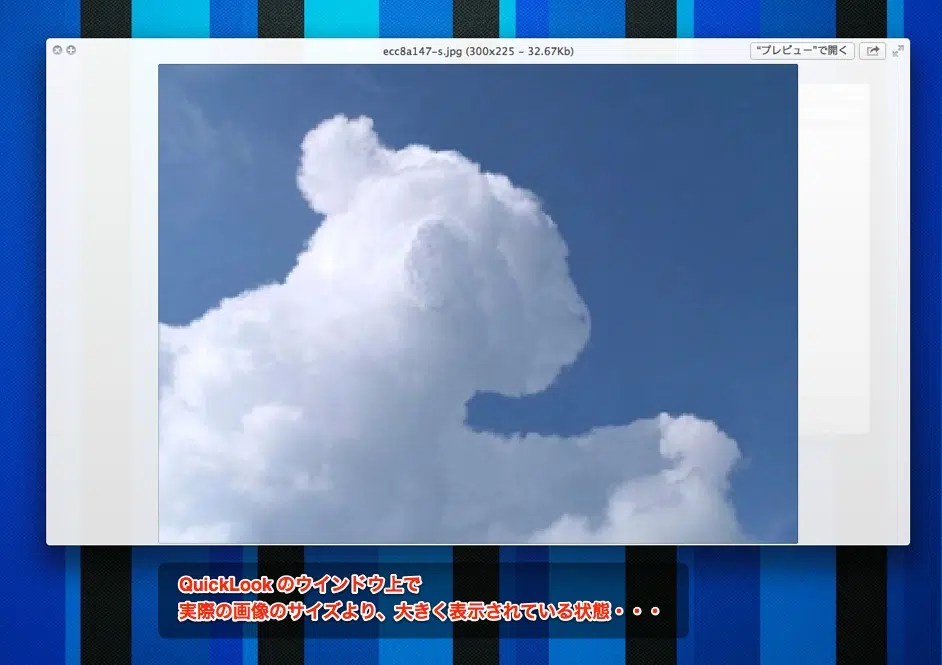 ecc8a147-s.jpg (300x225 - 32.67Kb)
“プレビュー”で開く
QuickLook のウインドウ上で
実際の画像のサイズより、大きく表示されている状態・・・